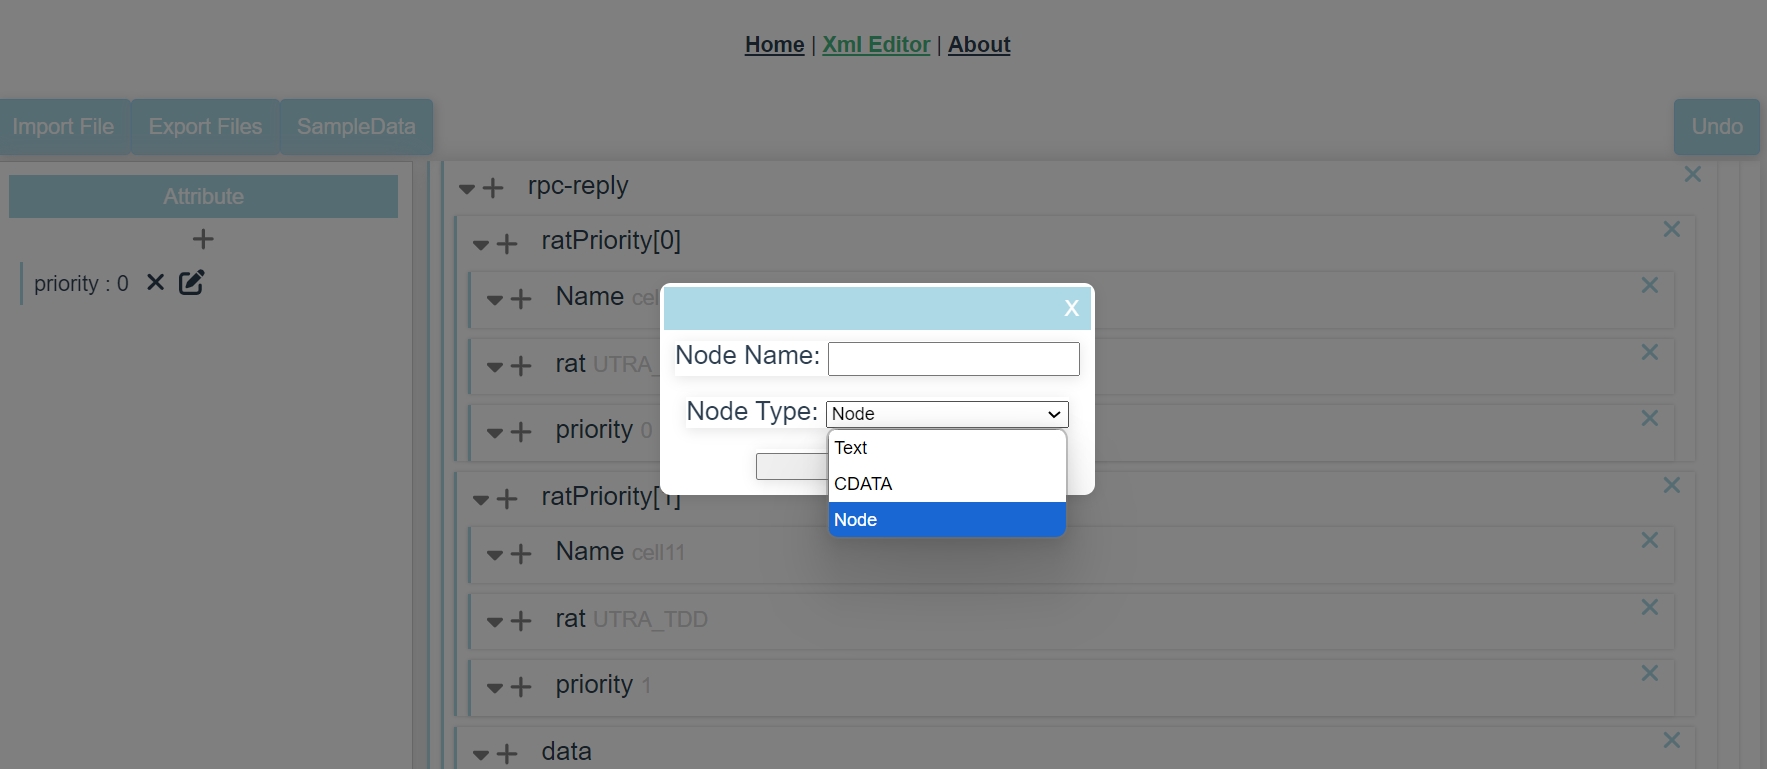 Home | Xml Editor | About
Import File Export Files SampleData Undo
Attribute
priority : 0
rpc-reply
ratPriority[0]
Name
rat UTRA_
priority 0
ratPriority[1]
Name cell11
rat UTRA_TDD
priority 1
data
X
Node Name:
Node Type: Node
Text
CDATA
Node